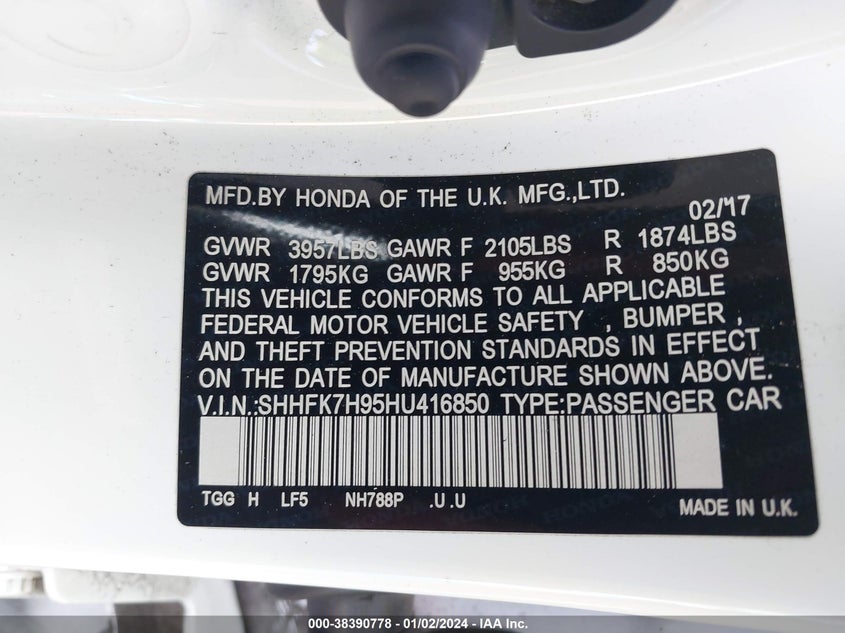 MFD.BY HONDA OF THE U.K. MFG.,LTD.
02/17
GVWR 3957LBS GAWR F 2105LBS R 1874LBS
GVWR 1795KG GAWR F 955KG R 850KG
THIS VEHICLE CONFORMS TO ALL APPLICABLE
FEDERAL MOTOR VEHICLE SAFETY , BUMPER ,
AND THEFT PREVENTION STANDARDS IN EFFECT
ON THE DATE OF MANUFACTURE SHOWN ABOVE.
V.I.N.:SHHFK7H95HU416850 TYPE:PASSENGER CAR
TGG H LF5 NH788P .U .U
MADE IN U.K.
000-38390778 - 01/02/2024 - IAA Inc.